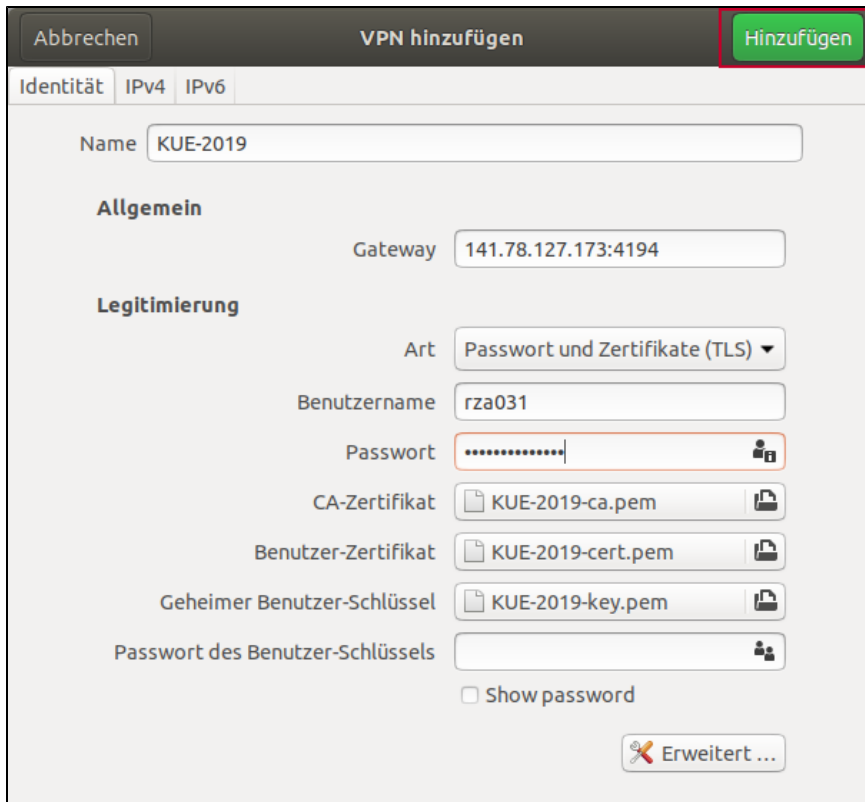 Abbrechen VPN hinzufügen Hinzufügen
Identität IPv4 IPv6
Name KUE-2019
Allgemein
Gateway 141.78.127.173:4194
Legitimierung
Art Passwort und Zertifikate (TLS)
Benutzername rza031
Passwort ••••••••••••••
CA-Zertifikat KUE-2019-ca.pem
Benutzer-Zertifikat KUE-2019-cert.pem
Geheimer Benutzer-Schlüssel KUE-2019-key.pem
Passwort des Benutzer-Schlüssels
Show password
Erweitert ...